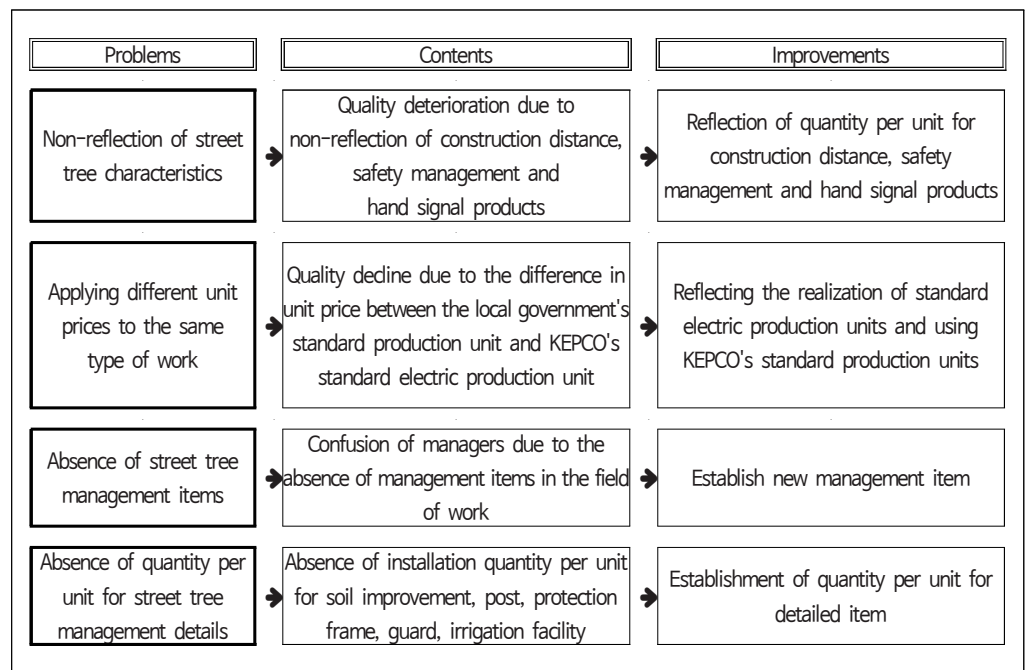 Problems
Contents
Improvements
Non-reflection of street
tree characteristics
Quality deterioration due to
non-reflection of construction distance,
safety management and
hand signal products
Reflection of quantity per unit for
construction distance, safety
management and hand signal products
Applying different unit
prices to the same
type of work
Quality decline due to the difference in
unit price between the local government's
standard production unit and KEPCO's
standard electric production unit
Reflecting the realization of standard
electric production units and using
KEPCO's standard production units
Absence of street tree
management items
Confusion of managers due to the
absence of management items in the field
of work
Establish new management item
Absence of quantity per
unit for street tree
management details
Absence of installation quantity per unit
for soil improvement, post, protection
frame, guard, irrigation facility
Establishment of quantity per unit for
detailed item